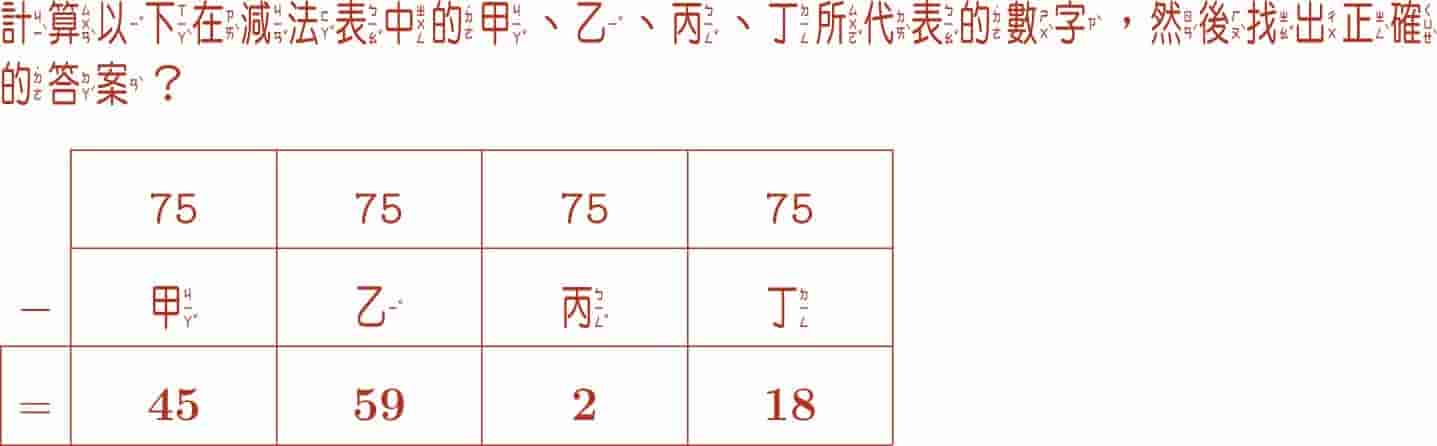 計算以下在減法表中的甲、乙、丙、丁所代表的數字，然後找出正確
的答案？
75 75 75 75
− 甲 乙 丙 丁
= 45 59 2 18